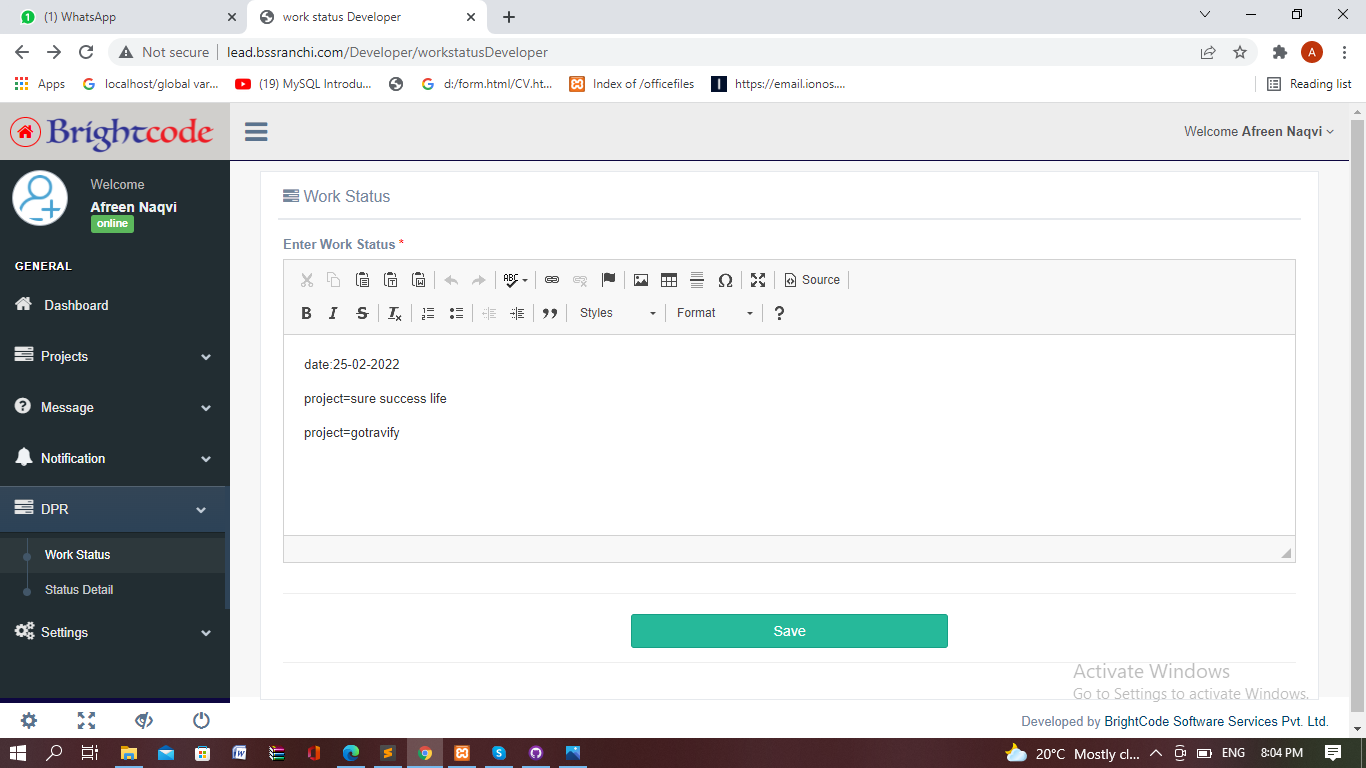 (1) WhatsApp
work status Developer
Not secure
lead.bssranchi.com/Developer/workstatusDeveloper
A
Apps
localhost/global var...
(19) MySQL Introdu...
d:/form.html/CV.ht...
Index of /officefiles
https://email.ionos....
Reading list
Brightcode
Welcome Afreen Naqvi
Welcome
Afreen Naqvi
online
GENERAL
Dashboard
Projects
Message
Notification
DPR
Work Status
Status Detail
Settings
Work Status
Enter Work Status *
ABC
Source
B I S Tx
Styles
Format
?
date:25-02-2022
project=sure success life
project=gotravify
Save
Activate Windows
Go to Settings to activate Windows.
Developed by BrightCode Software Services Pvt. Ltd.
20°C Mostly cl...
ENG
8:04 PM